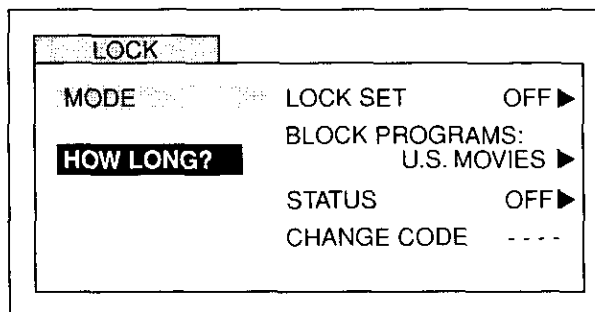 LOCK
MODE LOCK SET OFF▶
BLOCK PROGRAMS:
HOW LONG? U.S. MOVIES ▶
STATUS OFF▶
CHANGE CODE - - - -